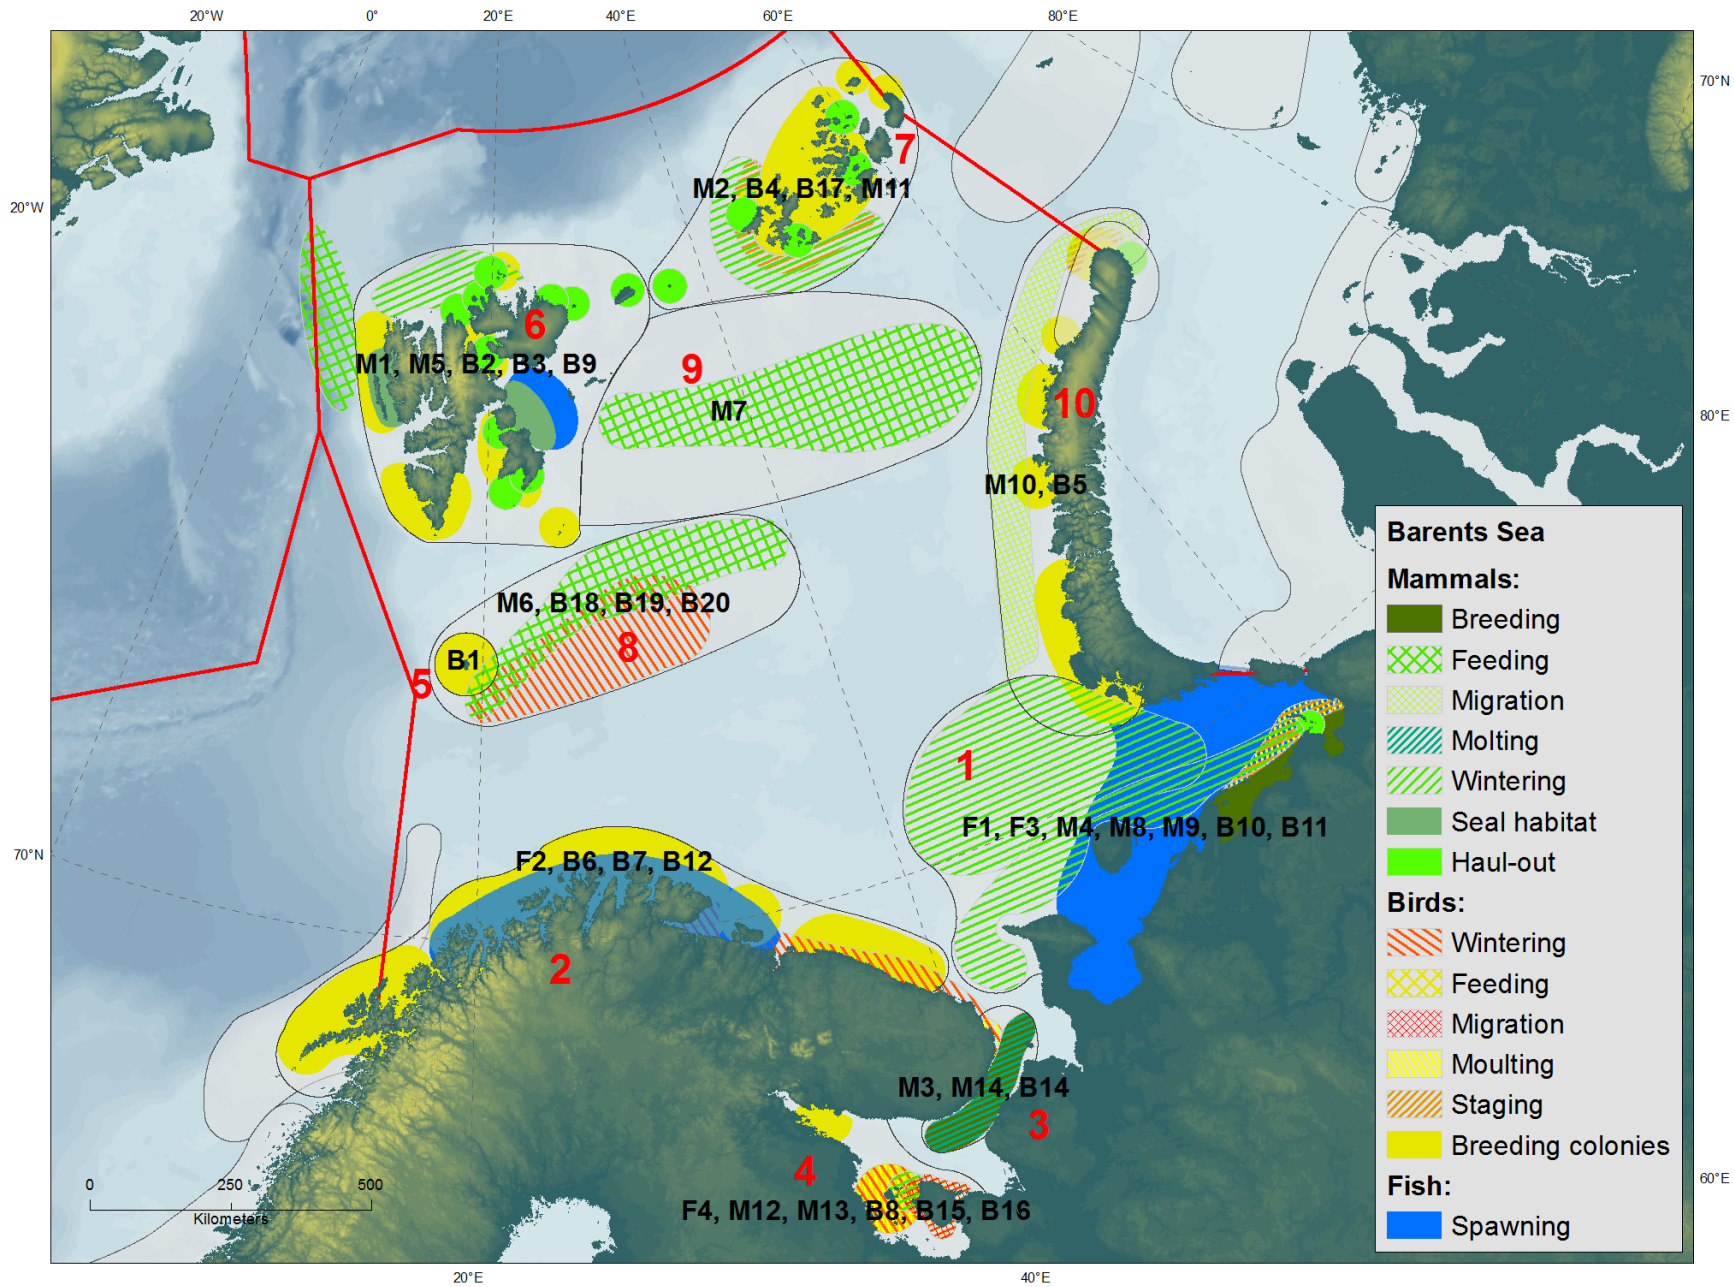 20°W
0°
20°E
40°E
60°E
80°E
70°N
20°W
7
M2, B4, B17, M11
6
M1, M5, B2, B3, B9
9
M7
10
80°E
M10, B5
Barents Sea
Mammals:
Breeding
Feeding
Migration
Molting
Wintering
Seal habitat
Haul-out
Birds:
Wintering
Feeding
Migration
Moulting
Staging
Breeding colonies
Fish:
Spawning
M6, B18, B19, B20
8
B1
5
1
F1, F3, M4, M8, M9, B10, B11
70°N
F2, B6, B7, B12
2
M3, M14, B14
3
4
F4, M12, M13, B8, B15, B16
0 250 500
Kilometers
60°E
20°E
40°E